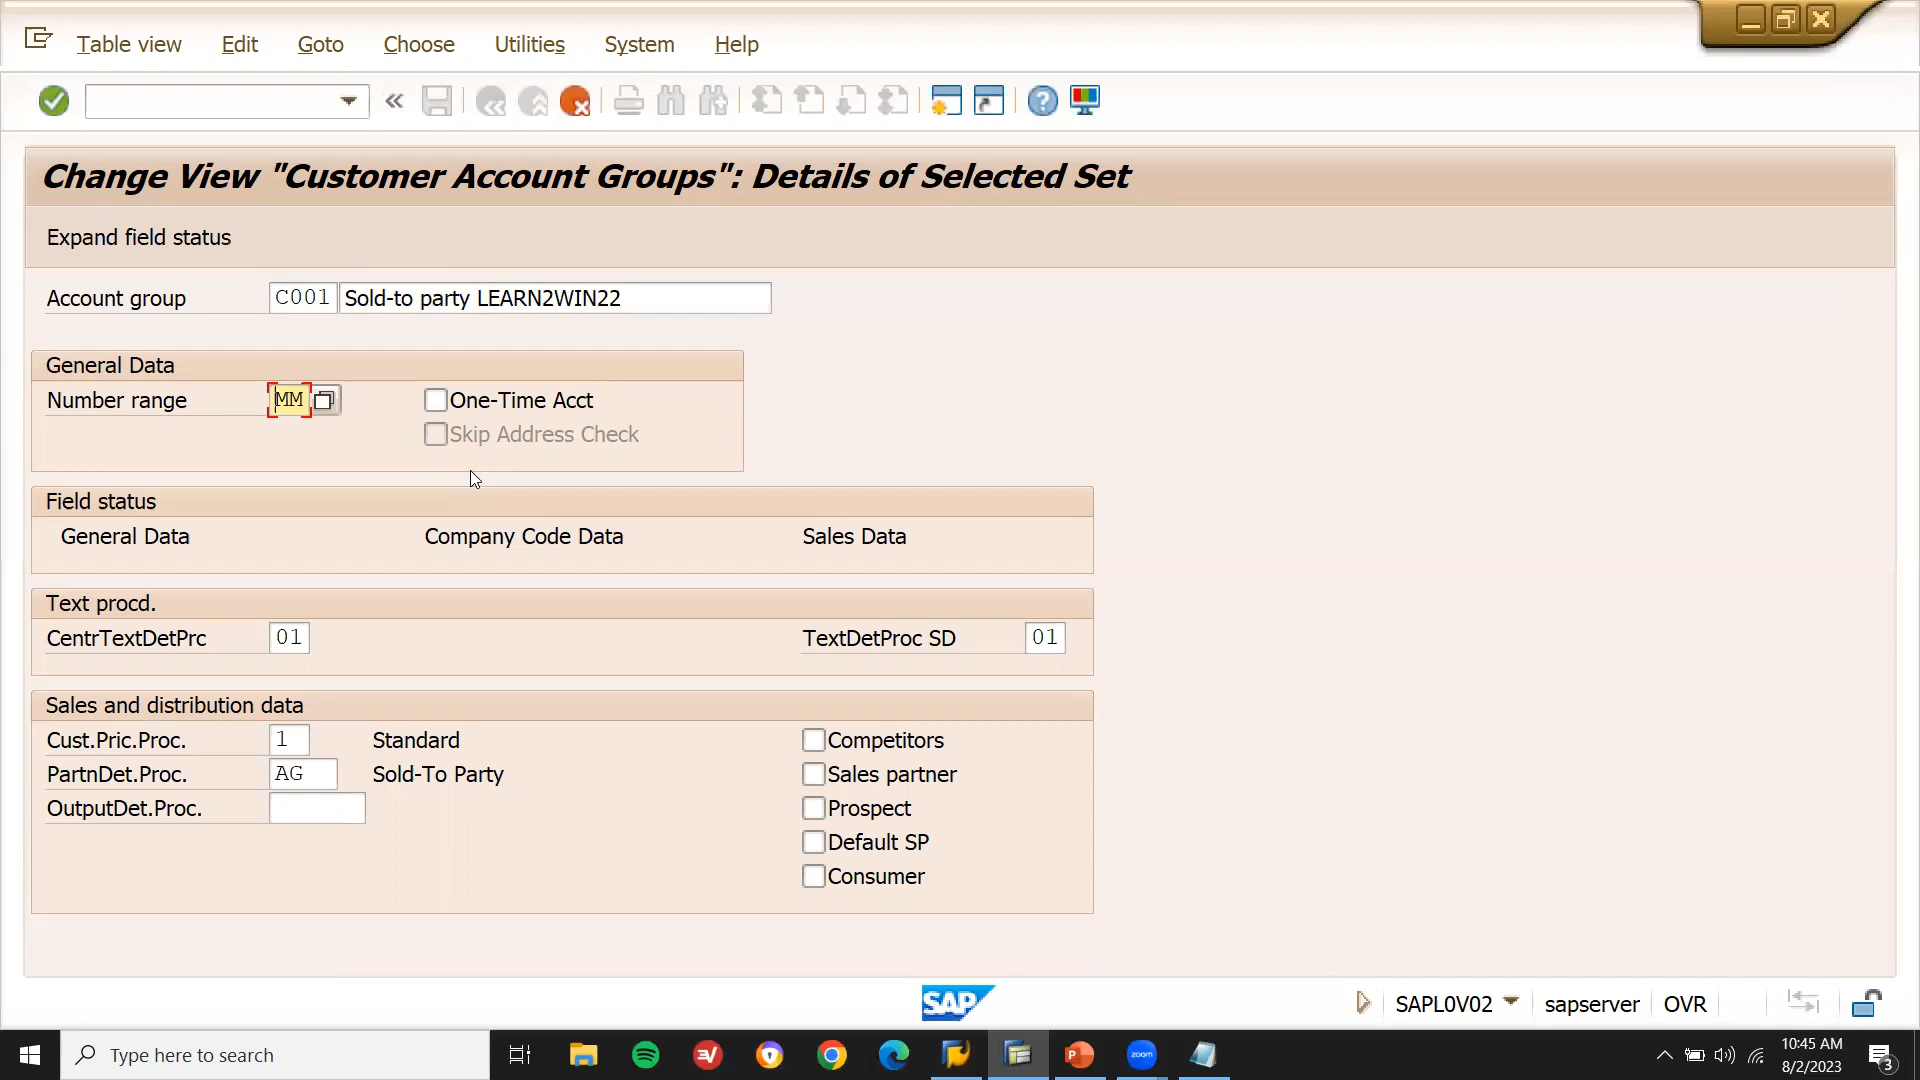 Table view Edit Goto Choose Utilities System Help
Change View "Customer Account Groups": Details of Selected Set
Expand field status
Account group C001 Sold-to party LEARN2WIN22
General Data
Number range MM One-Time Acct
Skip Address Check
Field status
General Data Company Code Data Sales Data
Text procd.
CentrTextDetPrc 01 TextDetProc SD 01
Sales and distribution data
Cust.Pric.Proc. 1 Standard Competitors
PartnDet.Proc. AG Sold-To Party Sales partner
OutputDet.Proc. Prospect
Default SP
Consumer
SAP SAPL0V02 sapserver OVR
Type here to search
EV
P
zoom
10:45 AM
8/2/2023
3